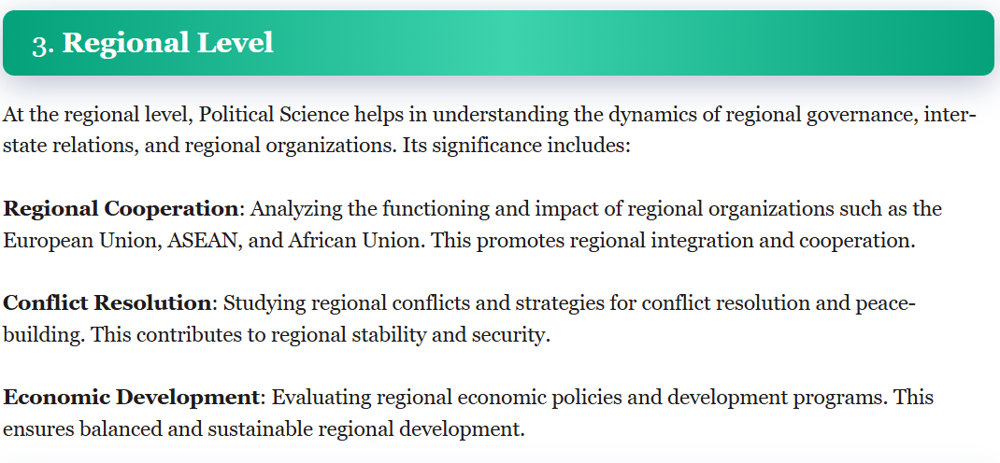 3. Regional Level
At the regional level, Political Science helps in understanding the dynamics of regional governance, inter-
state relations, and regional organizations. Its significance includes:
Regional Cooperation: Analyzing the functioning and impact of regional organizations such as the
European Union, ASEAN, and African Union. This promotes regional integration and cooperation.
Conflict Resolution: Studying regional conflicts and strategies for conflict resolution and peace-
building. This contributes to regional stability and security.
Economic Development: Evaluating regional economic policies and development programs. This
ensures balanced and sustainable regional development.